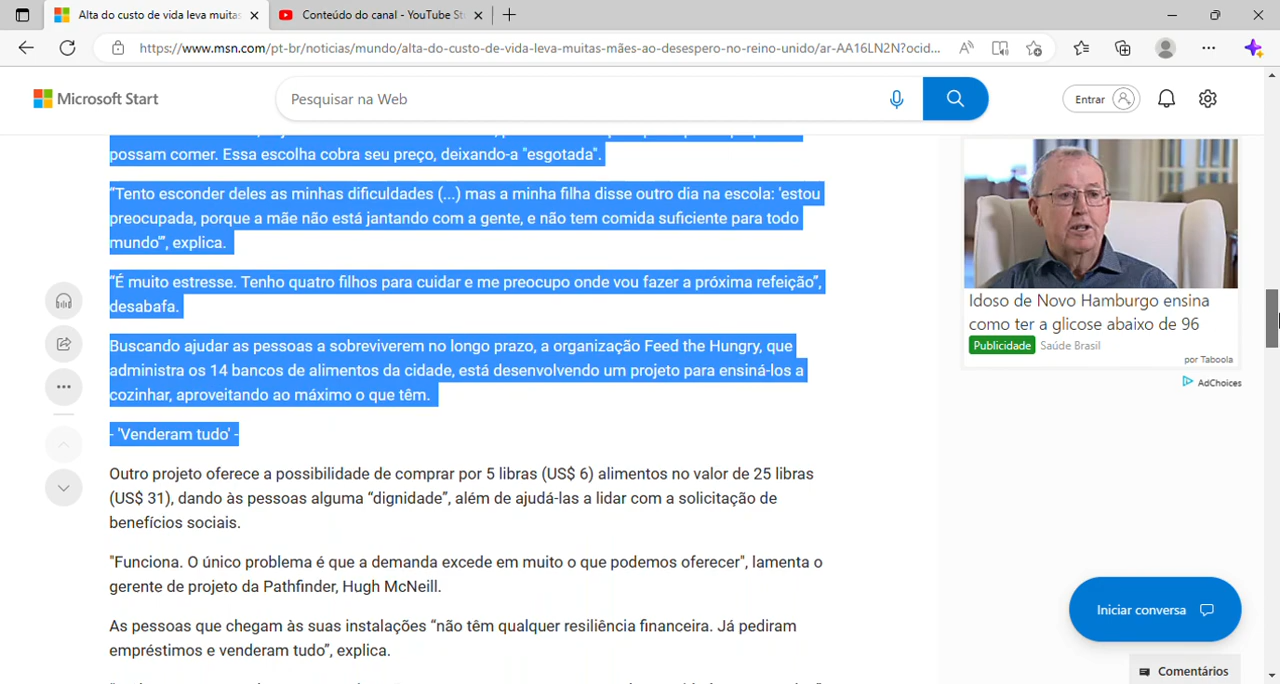 Alta do custo de vida leva muitas
Conteúdo do canal - YouTube St
https://www.msn.com/pt-br/noticias/mundo/alta-do-custo-de-vida-leva-muitas-mães-ao-desespero-no-reino-unido/ar-AA16LN2N?ocid...
Microsoft Start
Pesquisar na Web
Entrar
possam comer. Essa escolha cobra seu preço, deixando-a "esgotada".
“Tento esconder deles as minhas dificuldades (...) mas a minha filha disse outro dia na escola: 'estou
preocupada, porque a mãe não está jantando com a gente, e não tem comida suficiente para todo
mundo'”, explica.
“É muito estresse. Tenho quatro filhos para cuidar e me preocupo onde vou fazer a próxima refeição”,
desabafa.
Buscando ajudar as pessoas a sobreviverem no longo prazo, a organização Feed the Hungry, que
administra os 14 bancos de alimentos da cidade, está desenvolvendo um projeto para ensiná-los a
cozinhar, aproveitando ao máximo o que têm.
- 'Venderam tudo' -
Outro projeto oferece a possibilidade de comprar por 5 libras (US$ 6) alimentos no valor de 25 libras
(US$ 31), dando às pessoas alguma “dignidade”, além de ajudá-las a lidar com a solicitação de
benefícios sociais.
"Funciona. O único problema é que a demanda excede em muito o que podemos oferecer", lamenta o
gerente de projeto da Pathfinder, Hugh McNeill.
As pessoas que chegam às suas instalações “não têm qualquer resiliência financeira. Já pediram
empréstimos e venderam tudo”, explica.
Idoso de Novo Hamburgo ensina
como ter a glicose abaixo de 96
Publicidade Saúde Brasil
por Taboola
AdChoices
Iniciar conversa
Comentários